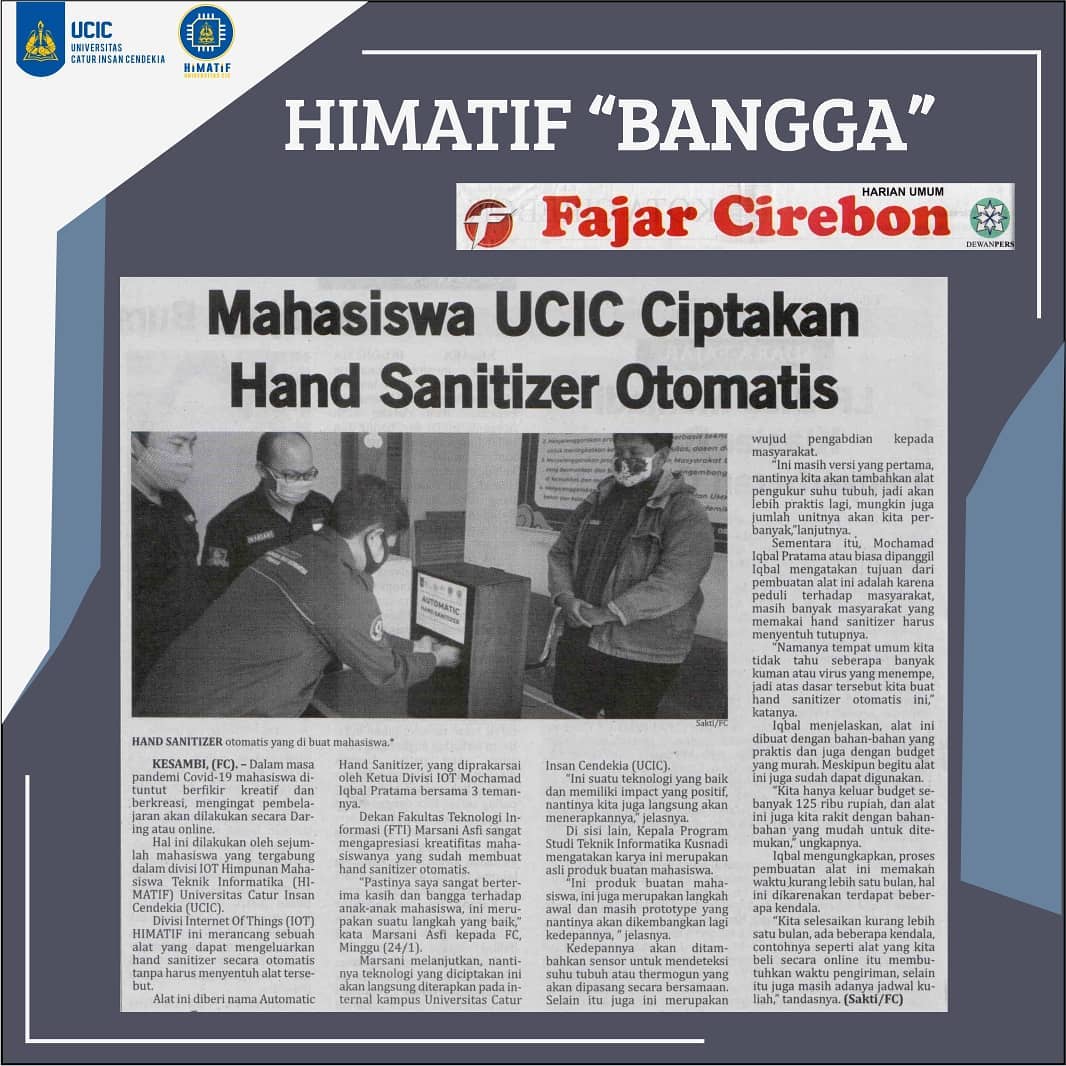 UCIC
UNIVERSITAS
CATUR INSAN CENDEKIA
HIMATIF
UNIVERSITAS CIC
HIMATIF “BANGGA”
HARIAN UMUM
Fajar Cirebon
DEWANPERS
Mahasiswa UCIC Ciptakan
Hand Sanitizer Otomatis
MARSANI
AUTOMATIC
HAND SANITIZER
Sakti/FC
HAND SANITIZER otomatis yang di buat mahasiswa.*
KESAMBI, (FC). – Dalam masa
pandemi Covid-19 mahasiswa di-
tuntut berfikir kreatif dan
berkreasi, mengingat pembela-
jaran akan dilakukan secara Dar-
ing atau online.
Hal ini dilakukan oleh sejum-
lah mahasiswa yang tergabung
dalam divisi IOT Himpunan Maha-
siswa Teknik Informatika (HI-
MATIF) Universitas Catur Insan
Cendekia (UCIC).
Divisi Internet Of Things (IOT)
HIMATIF ini merancang sebuah
alat yang dapat mengeluarkan
hand sanitizer secara otomatis
tanpa harus menyentuh alat terse-
but.
Alat ini diberi nama Automatic
Hand Sanitizer, yang diprakarsai
oleh Ketua Divisi IOT Mochamad
Iqbal Pratama bersama 3 teman-
nya.
Dekan Fakultas Teknologi In-
formasi (FTI) Marsani Asfi sangat
mengapresiasi kreatifitas maha-
siswanya yang sudah membuat
hand sanitizer otomatis.
“Pastinya saya sangat berter-
ima kasih dan bangga terhadap
anak-anak mahasiswa, ini meru-
pakan suatu langkah yang baik,”
kata Marsani Asfi kepada FC,
Minggu (24/1).
Marsani melanjutkan, nanti-
nya teknologi yang diciptakan ini
akan langsung diterapkan pada in-
ternal kampus Universitas Catur
Insan Cendekia (UCIC).
“Ini suatu teknologi yang baik
dan memiliki impact yang positif,
nantinya kita juga langsung akan
menerapkannya,” jelasnya.
Di sisi lain, Kepala Program
Studi Teknik Informatika Kusnadi
mengatakan karya ini merupakan
asli produk buatan mahasiswa.
“Ini produk buatan maha-
siswa, ini juga merupakan langkah
awal dan masih prototype yang
nantinya akan dikembangkan lagi
kedepannya, ” jelasnya.
Kedepannya akan ditam-
bahkan sensor untuk mendeteksi
suhu tubuh atau thermogun yang
akan dipasang secara bersamaan.
Selain itu juga ini merupakan
wujud pengabdian kepada
masyarakat.
“Ini masih versi yang pertama,
nantinya kita akan tambahkan alat
pengukur suhu tubuh, jadi akan
lebih praktis lagi, mungkin juga
jumlah unitnya akan kita per-
banyak,”lanjutnya.
Sementara itu, Mochamad
Iqbal Pratama atau biasa dipanggil
Iqbal mengatakan tujuan dari
pembuatan alat ini adalah karena
peduli terhadap masyarakat,
masih banyak masyarakat yang
memakai hand sanitizer harus
menyentuh tutupnya.
“Namanya tempat umum kita
tidak tahu seberapa banyak
kuman atau virus yang menempe,
jadi atas dasar tersebut kita buat
hand sanitizer otomatis ini,”
katanya.
Iqbal menjelaskan, alat ini
dibuat dengan bahan-bahan yang
praktis dan juga dengan budget
yang murah. Meskipun begitu alat
ini juga sudah dapat digunakan.
“Kita hanya keluar budget se-
banyak 125 ribu rupiah, dan alat
ini juga kita rakit dengan bahan-
bahan yang mudah untuk dite-
mukan,” ungkapnya.
Iqbal mengungkapkan, proses
pembuatan alat ini memakan
waktu kurang lebih satu bulan, hal
ini dikarenakan terdapat beber-
apa kendala.
“Kita selesaikan kurang lebih
satu bulan, ada beberapa kendala,
contohnya seperti alat yang kita
beli secara online itu membu-
tuhkan waktu pengiriman, selain
itu juga masih adanya jadwal ku-
liah,” tandasnya. (Sakti/FC)